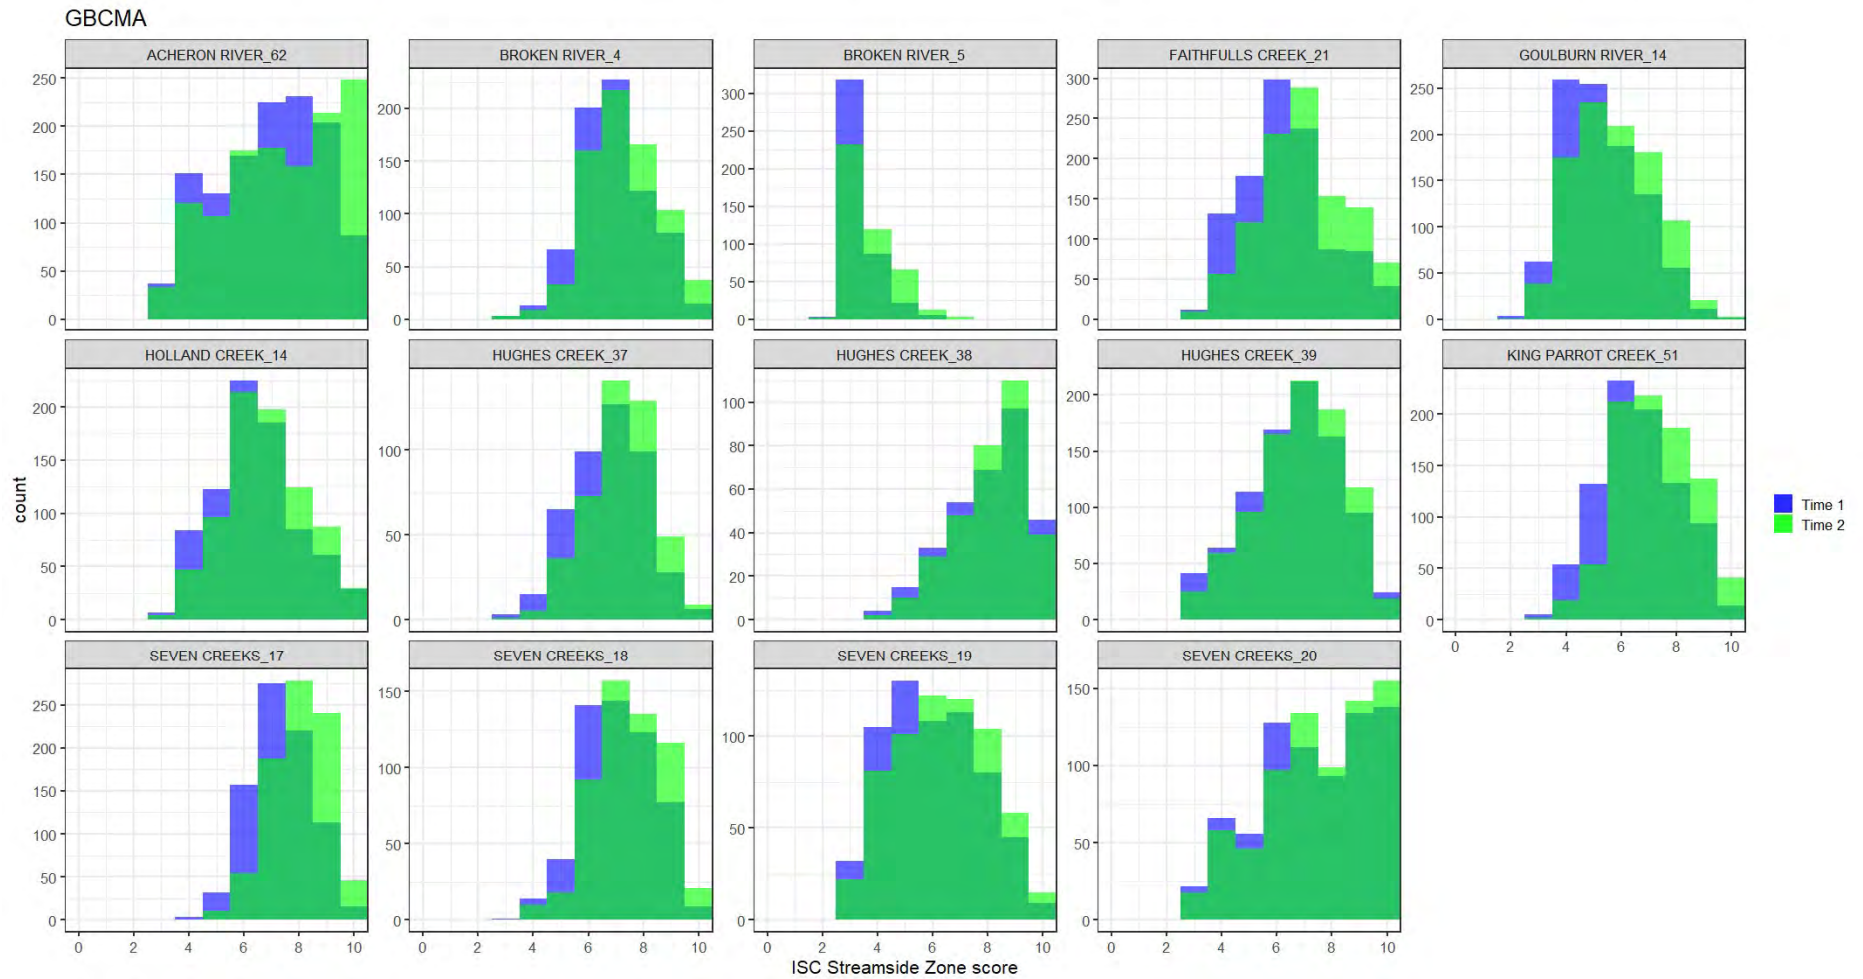 GBCMA
ACHERON RIVER_62 BROKEN RIVER_4 BROKEN RIVER_5 FAITHFULLS CREEK_21 GOULBURN RIVER_14
250 200 150 100 50 0
200 150 100 50 0
300 250 200 150 100 50 0
300 250 200 150 100 50 0
250 200 150 100 50 0
HOLLAND CREEK_14 HUGHES CREEK_37 HUGHES CREEK_38 HUGHES CREEK_39 KING PARROT CREEK_51
200 150 100 50 0
100 50 0
100 80 60 40 20 0
200 150 100 50 0
200 150 100 50 0
0 2 4 6 8 10
count
Time 1
Time 2
SEVEN CREEKS_17 SEVEN CREEKS_18 SEVEN CREEKS_19 SEVEN CREEKS_20
250 200 150 100 50 0
150 100 50 0
100 50 0
150 100 50 0
0 2 4 6 8 10 0 2 4 6 8 10 0 2 4 6 8 10 0 2 4 6 8 10
ISC Streamside Zone score